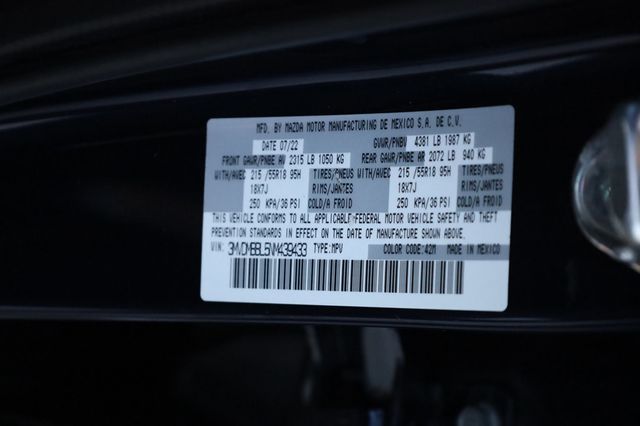 MFD. BY MAZDA MOTOR MANUFACTURING DE MEXICO S.A. DE C.V.
DATE 07/22 GVWR/PNBV 4381 LB 1987 KG
FRONT GAWR/PNBE AV 2315 LB 1050 KG REAR GAWR/PNBE AR 2072 LB 940 KG
WITH/AVEC 215 /55R18 95H TIRES/PNEUS WITH/AVEC 215 /55R18 95H TIRES/PNEUS
18X7J RIMS/JANTES 18X7J RIMS/JANTES
250 KPA/36 PSI COLD/A FROID 250 KPA/36 PSI COLD/A FROID
THIS VEHICLE CONFORMS TO ALL APPLICABLE FEDERAL MOTOR VEHICLE SAFETY AND THEFT
PREVENTION STANDARDS IN EFFECT ON THE DATE OF MANUFACTURE SHOWN ABOVE.
VIN: TYPE:MPV COLOR CODE:42M MADE IN MEXICO